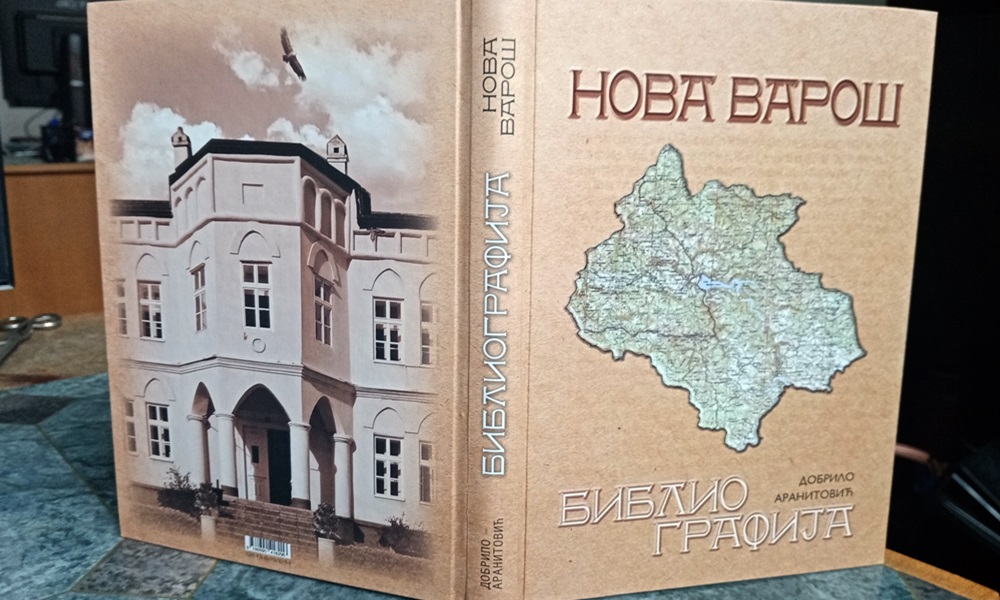 НОВА ВАРОШ
ДОБРИЛО
АРАНИТОВИЋ
БИБЛИО
ГРАФИЈА
НОВА
ВАРОШ
БИБЛИОГРАФИЈА
ДОБРИЛО
АРАНИТОВИЋ